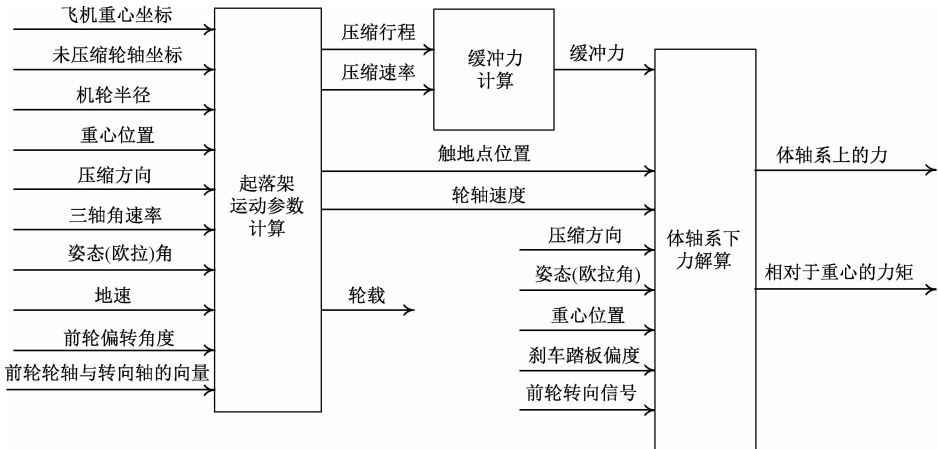 飞机重心坐标
未压缩轮轴坐标
机轮半径
重心位置
压缩方向
三轴角速率
姿态(欧拉)角
地速
前轮偏转角度
前轮轮轴与转向轴的向量
起落架
运动参数
计算
压缩行程
压缩速率
缓冲力
计算
缓冲力
触地点位置
轮轴速度
轮载
压缩方向
姿态(欧拉角)
重心位置
刹车踏板偏度
前轮转向信号
体轴系下
力解算
体轴系上的力
相对于重心的力矩